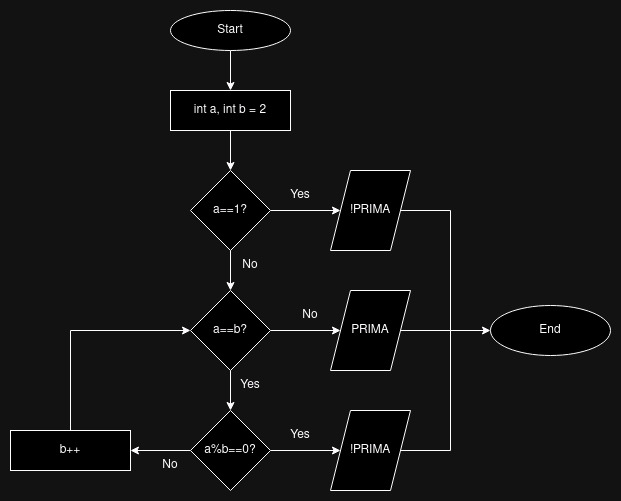 Start
int a, int b = 2
a==1?
Yes
!PRIMA
No
a==b?
No
PRIMA
End
Yes
a%b==0?
Yes
!PRIMA
No
b++